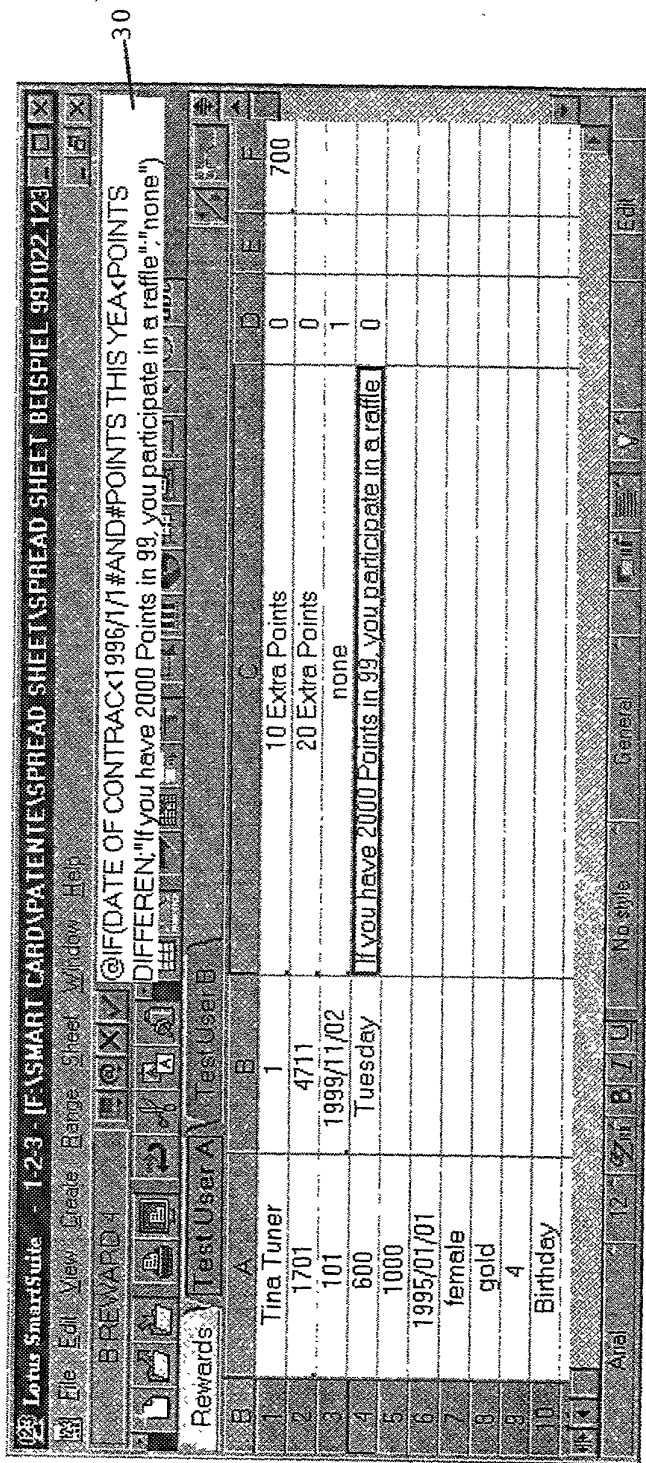 Lotus SmartSuite - 1-2-3 - [E:\SMART CARD\PATENTE\SPREAD SHEET\SPREAD SHEET BEISPIEL 991022.123]
File Edit View Create Range Sheet Window Help
B:REWARD 4 @ @IF(DATE OF CONTRAC<1996/1/1#AND#POINTS THIS YEA<POINTS
DIFFEREN;"If you have 2000 Points in 99, you participate in a raffle";"none")
30
Rewards Test User A Test User B
B A B C D E F
1 Tina Tuner 1 10 Extra Points 0 700
2 1701 4711 20 Extra Points 0
3 101 1999/11/02 none 1
4 600 Tuesday If you have 2000 Points in 99, you participate in a raffle 0
5 1000
6 1995/01/01
7 female
8 gold
9 4
10 Birthday
Arial 12 B I U No style General Edit